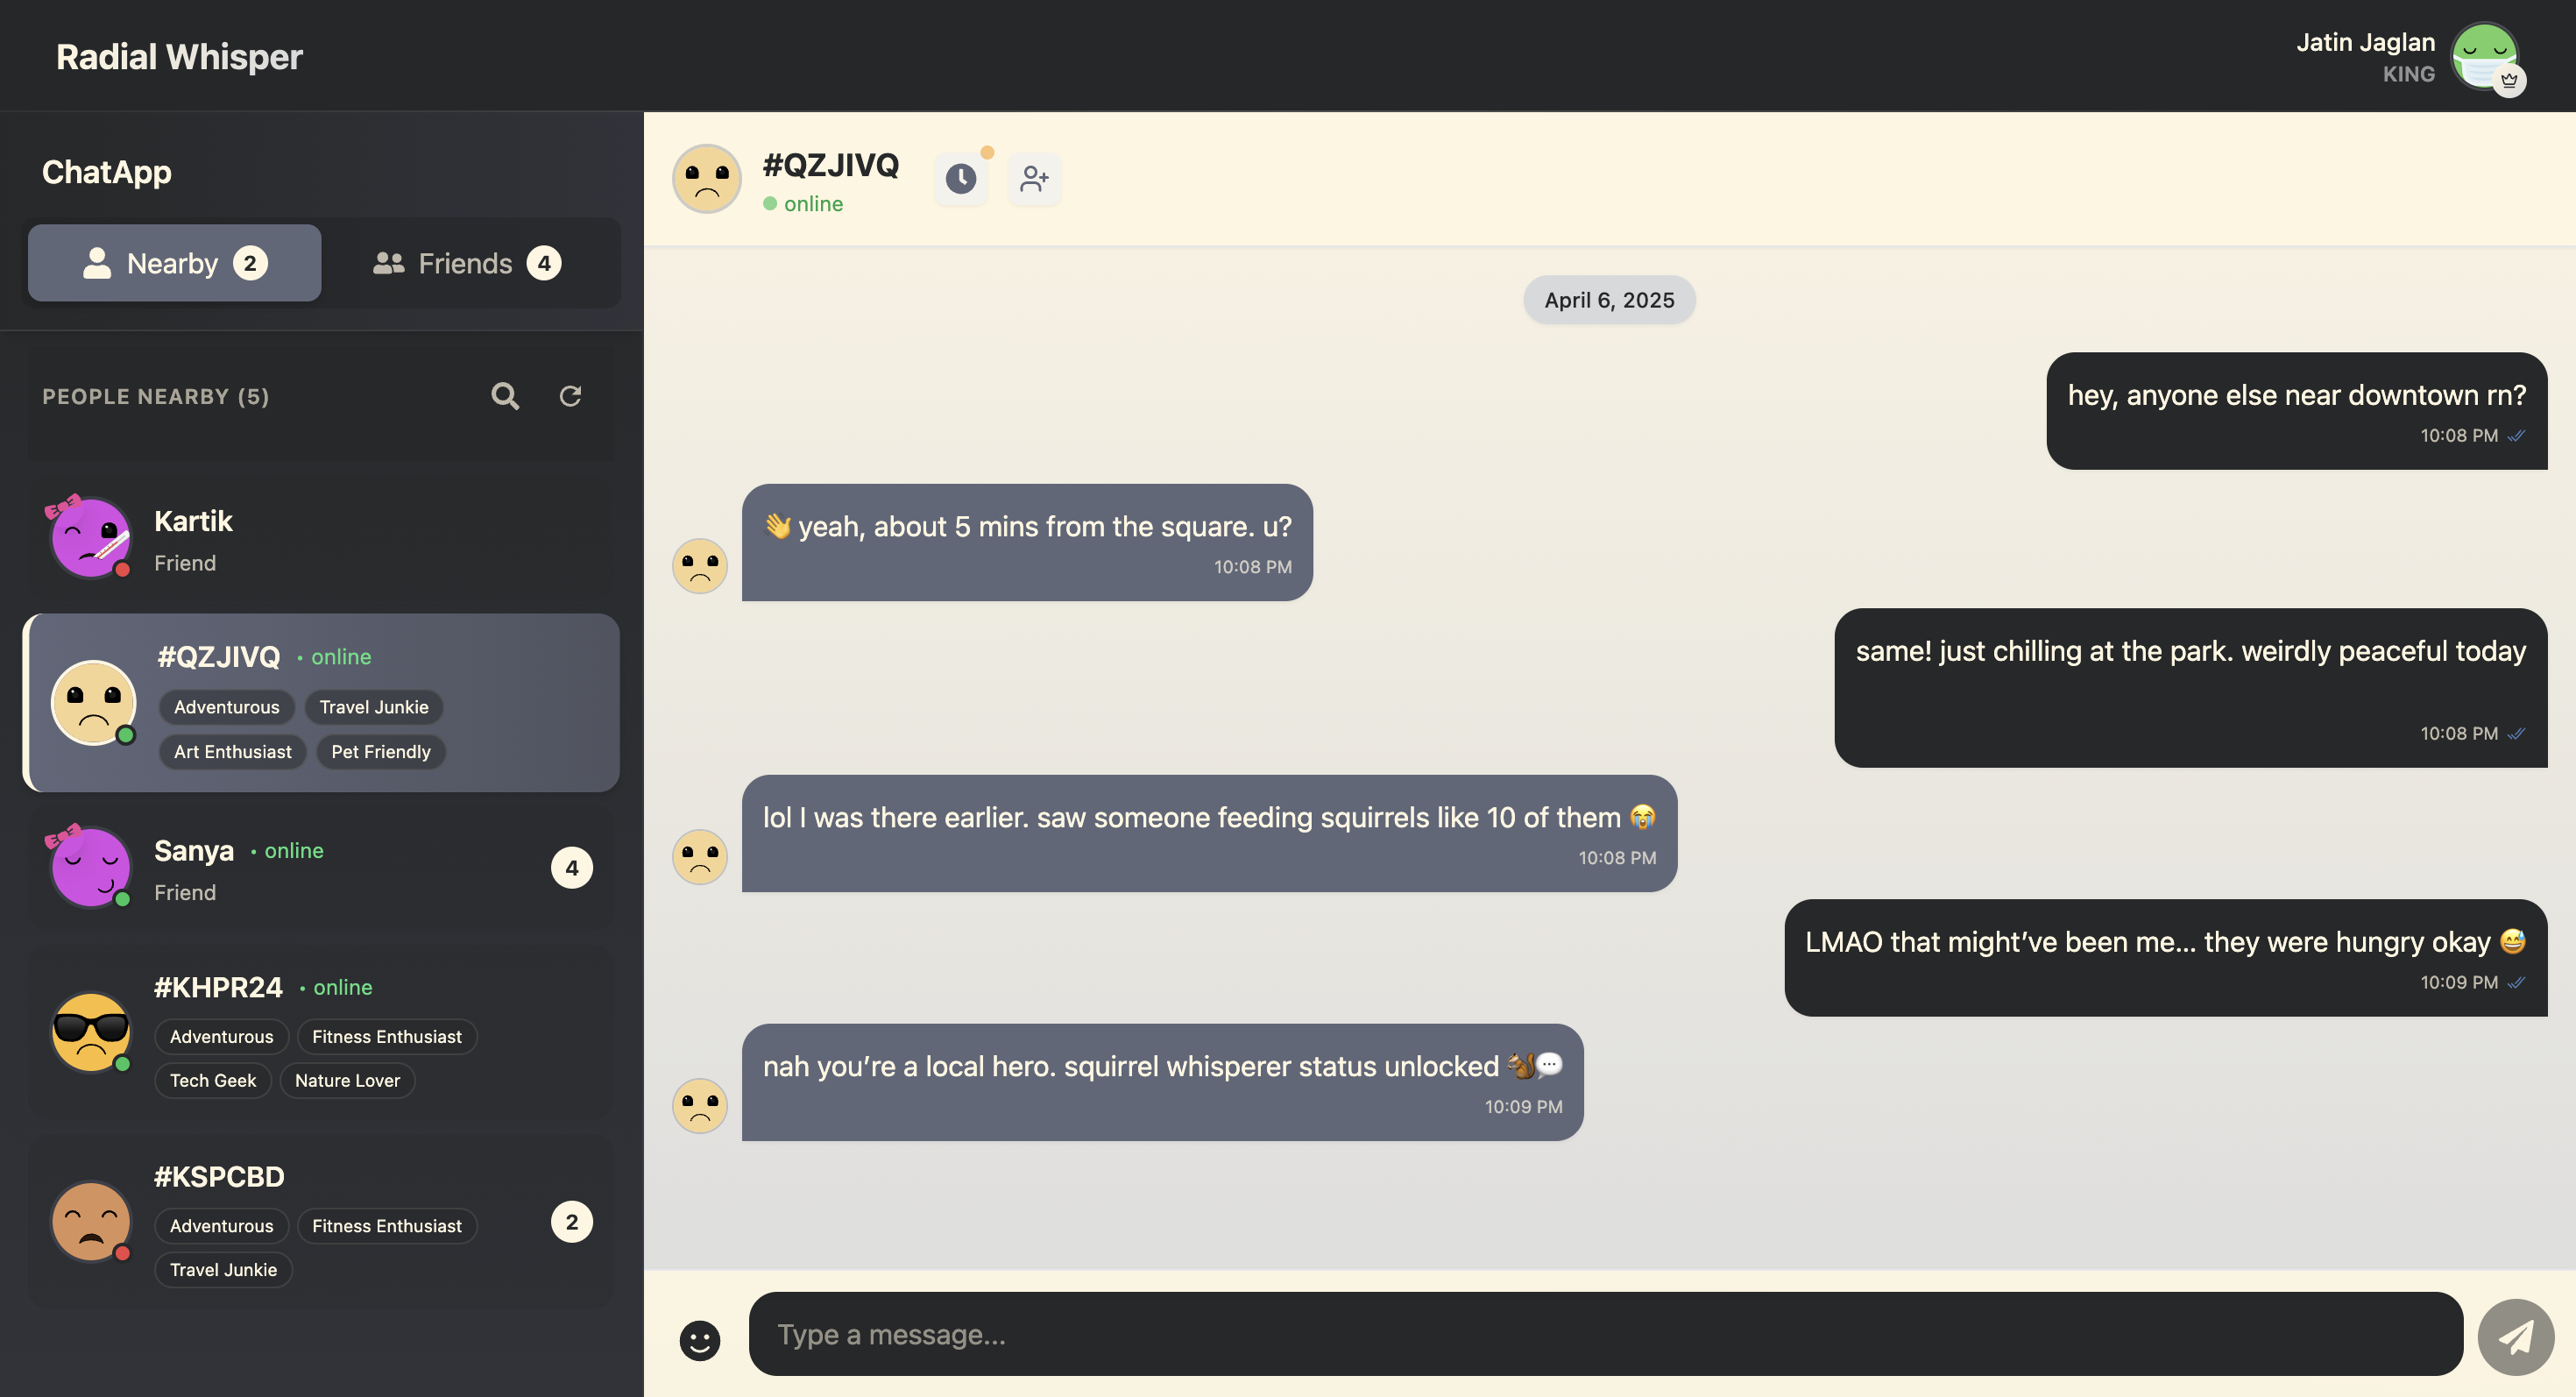 Radial Whisper
Jatin Jaglan
KING
ChatApp
Nearby 2
Friends 4
PEOPLE NEARBY (5)
Kartik
Friend
#QZJIVQ • online
Adventurous
Travel Junkie
Art Enthusiast
Pet Friendly
Sanya • online
Friend
4
#KHPR24 • online
Adventurous
Fitness Enthusiast
Tech Geek
Nature Lover
#KSPCBD
Adventurous
Fitness Enthusiast
Travel Junkie
2
#QZJIVQ
online
April 6, 2025
hey, anyone else near downtown rn?
10:08 PM
👋 yeah, about 5 mins from the square. u?
10:08 PM
same! just chilling at the park. weirdly peaceful today
10:08 PM
lol I was there earlier. saw someone feeding squirrels like 10 of them 😭
10:08 PM
LMAO that might’ve been me... they were hungry okay 😅
10:09 PM
nah you’re a local hero. squirrel whisperer status unlocked 🐿️💬
10:09 PM
Type a message...